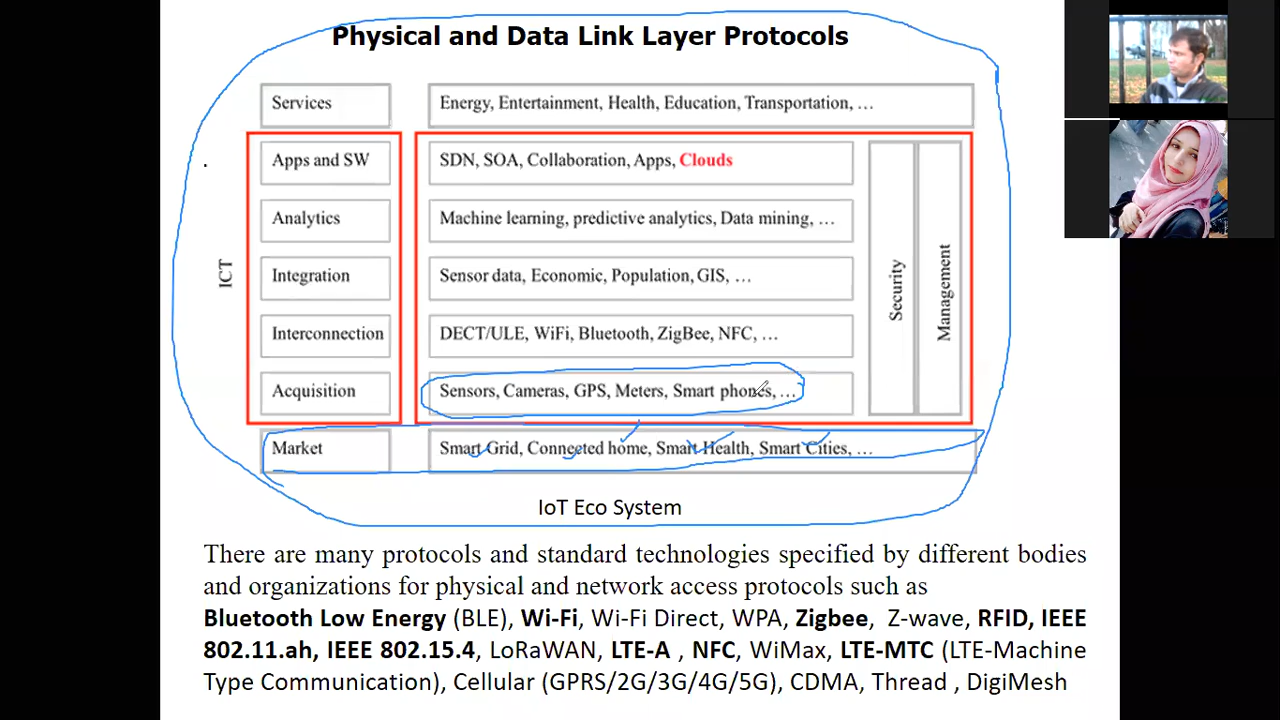 Physical and Data Link Layer Protocols
Services Energy, Entertainment, Health, Education, Transportation, …
Apps and SW SDN, SOA, Collaboration, Apps, Clouds
Analytics Machine learning, predictive analytics, Data mining, …
ICT
Integration Sensor data, Economic, Population, GIS, …
Security
Management
Interconnection DECT/ULE, WiFi, Bluetooth, ZigBee, NFC, …
Acquisition Sensors, Cameras, GPS, Meters, Smart phones, …
Market Smart Grid, Connected home, Smart Health, Smart Cities, …
IoT Eco System
There are many protocols and standard technologies specified by different bodies
and organizations for physical and network access protocols such as
Bluetooth Low Energy (BLE), Wi-Fi, Wi-Fi Direct, WPA, Zigbee, Z-wave, RFID, IEEE
802.11.ah, IEEE 802.15.4, LoRaWAN, LTE-A , NFC, WiMax, LTE-MTC (LTE-Machine
Type Communication), Cellular (GPRS/2G/3G/4G/5G), CDMA, Thread , DigiMesh